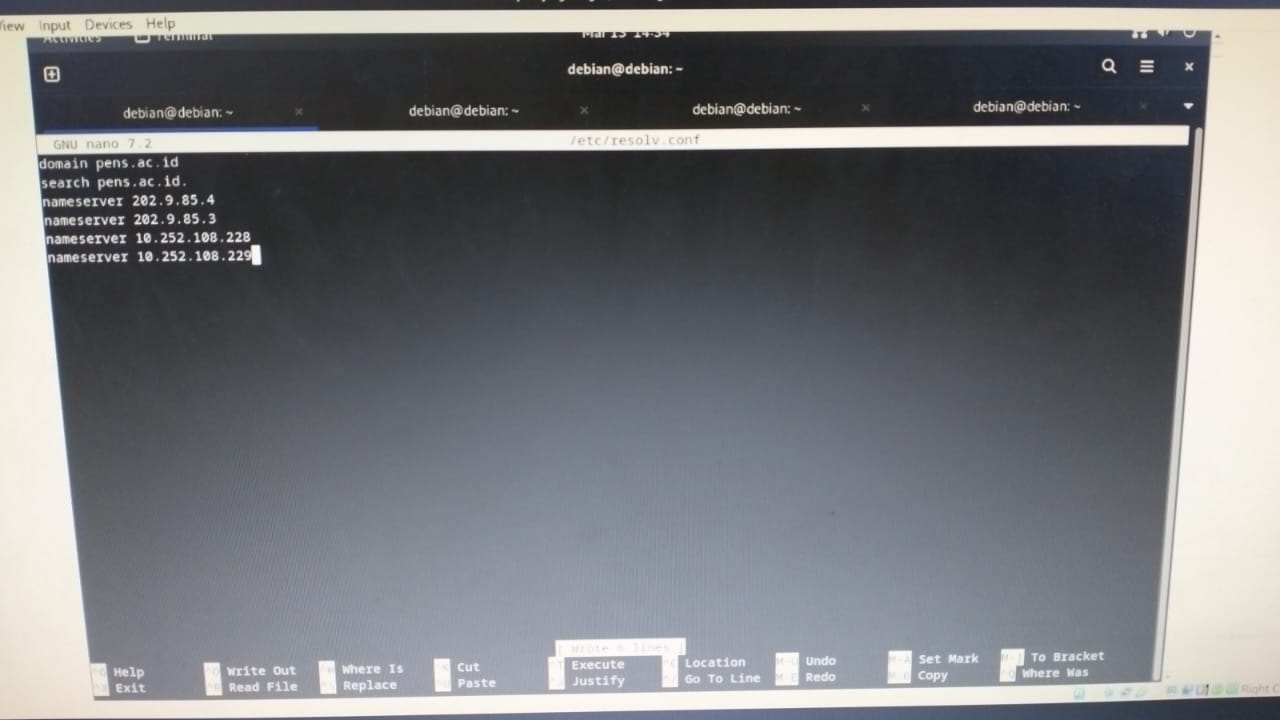 View Input Devices Help
Activities Terminal Mar 13 14:34
debian@debian: ~
debian@debian: ~ × debian@debian: ~ × debian@debian: ~ × debian@debian: ~ ×
GNU nano 7.2 /etc/resolv.conf
domain pens.ac.id
search pens.ac.id.
nameserver 202.9.85.4
nameserver 202.9.85.3
nameserver 10.252.108.228
nameserver 10.252.108.229
[ Wrote 6 lines ]
Help Write Out Where Is Cut Execute Location Undo Set Mark To Bracket
Exit Read File Replace Paste Justify Go To Line Redo Copy Where Was
Right C